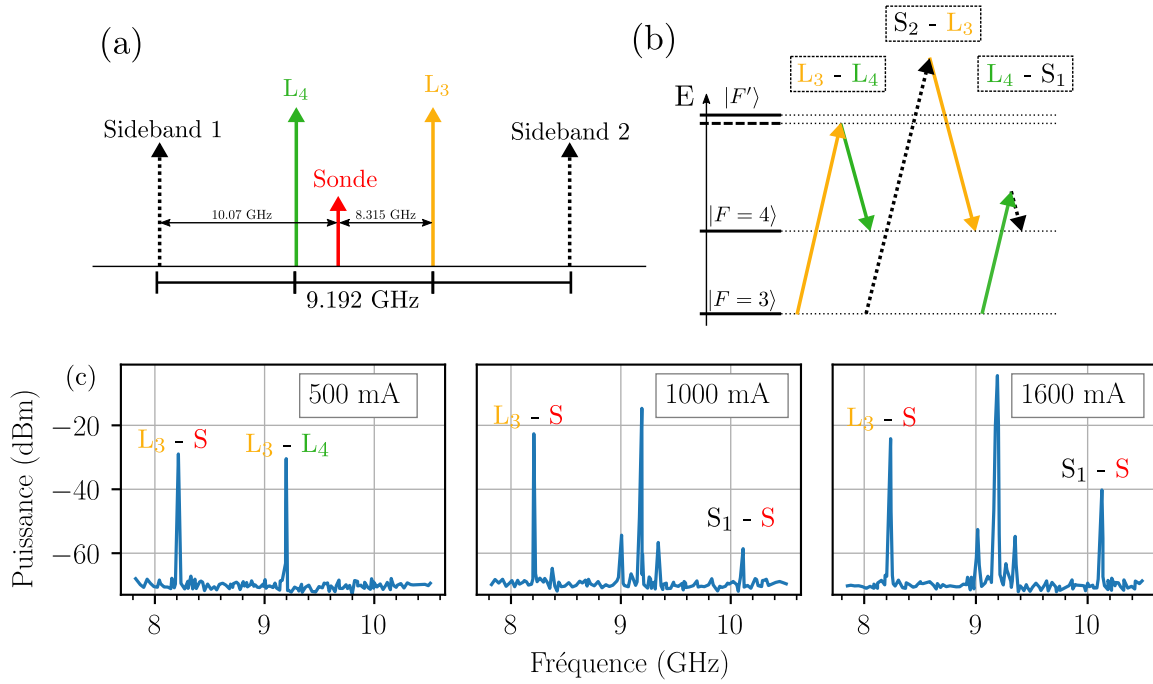 (a)
L4
L3
Sideband 1
Sideband 2
Sonde
10.07 GHz
8.315 GHz
9.192 GHz
(b)
S2 - L3
L3 - L4
L4 - S1
E
|F′⟩
|F = 4⟩
|F = 3⟩
(c)
500 mA
1000 mA
1600 mA
L3 - S
L3 - L4
L3 - S
S1 - S
L3 - S
S1 - S
Puissance (dBm)
−20
−40
−60
8
9
10
8
9
10
8
9
10
Fréquence (GHz)